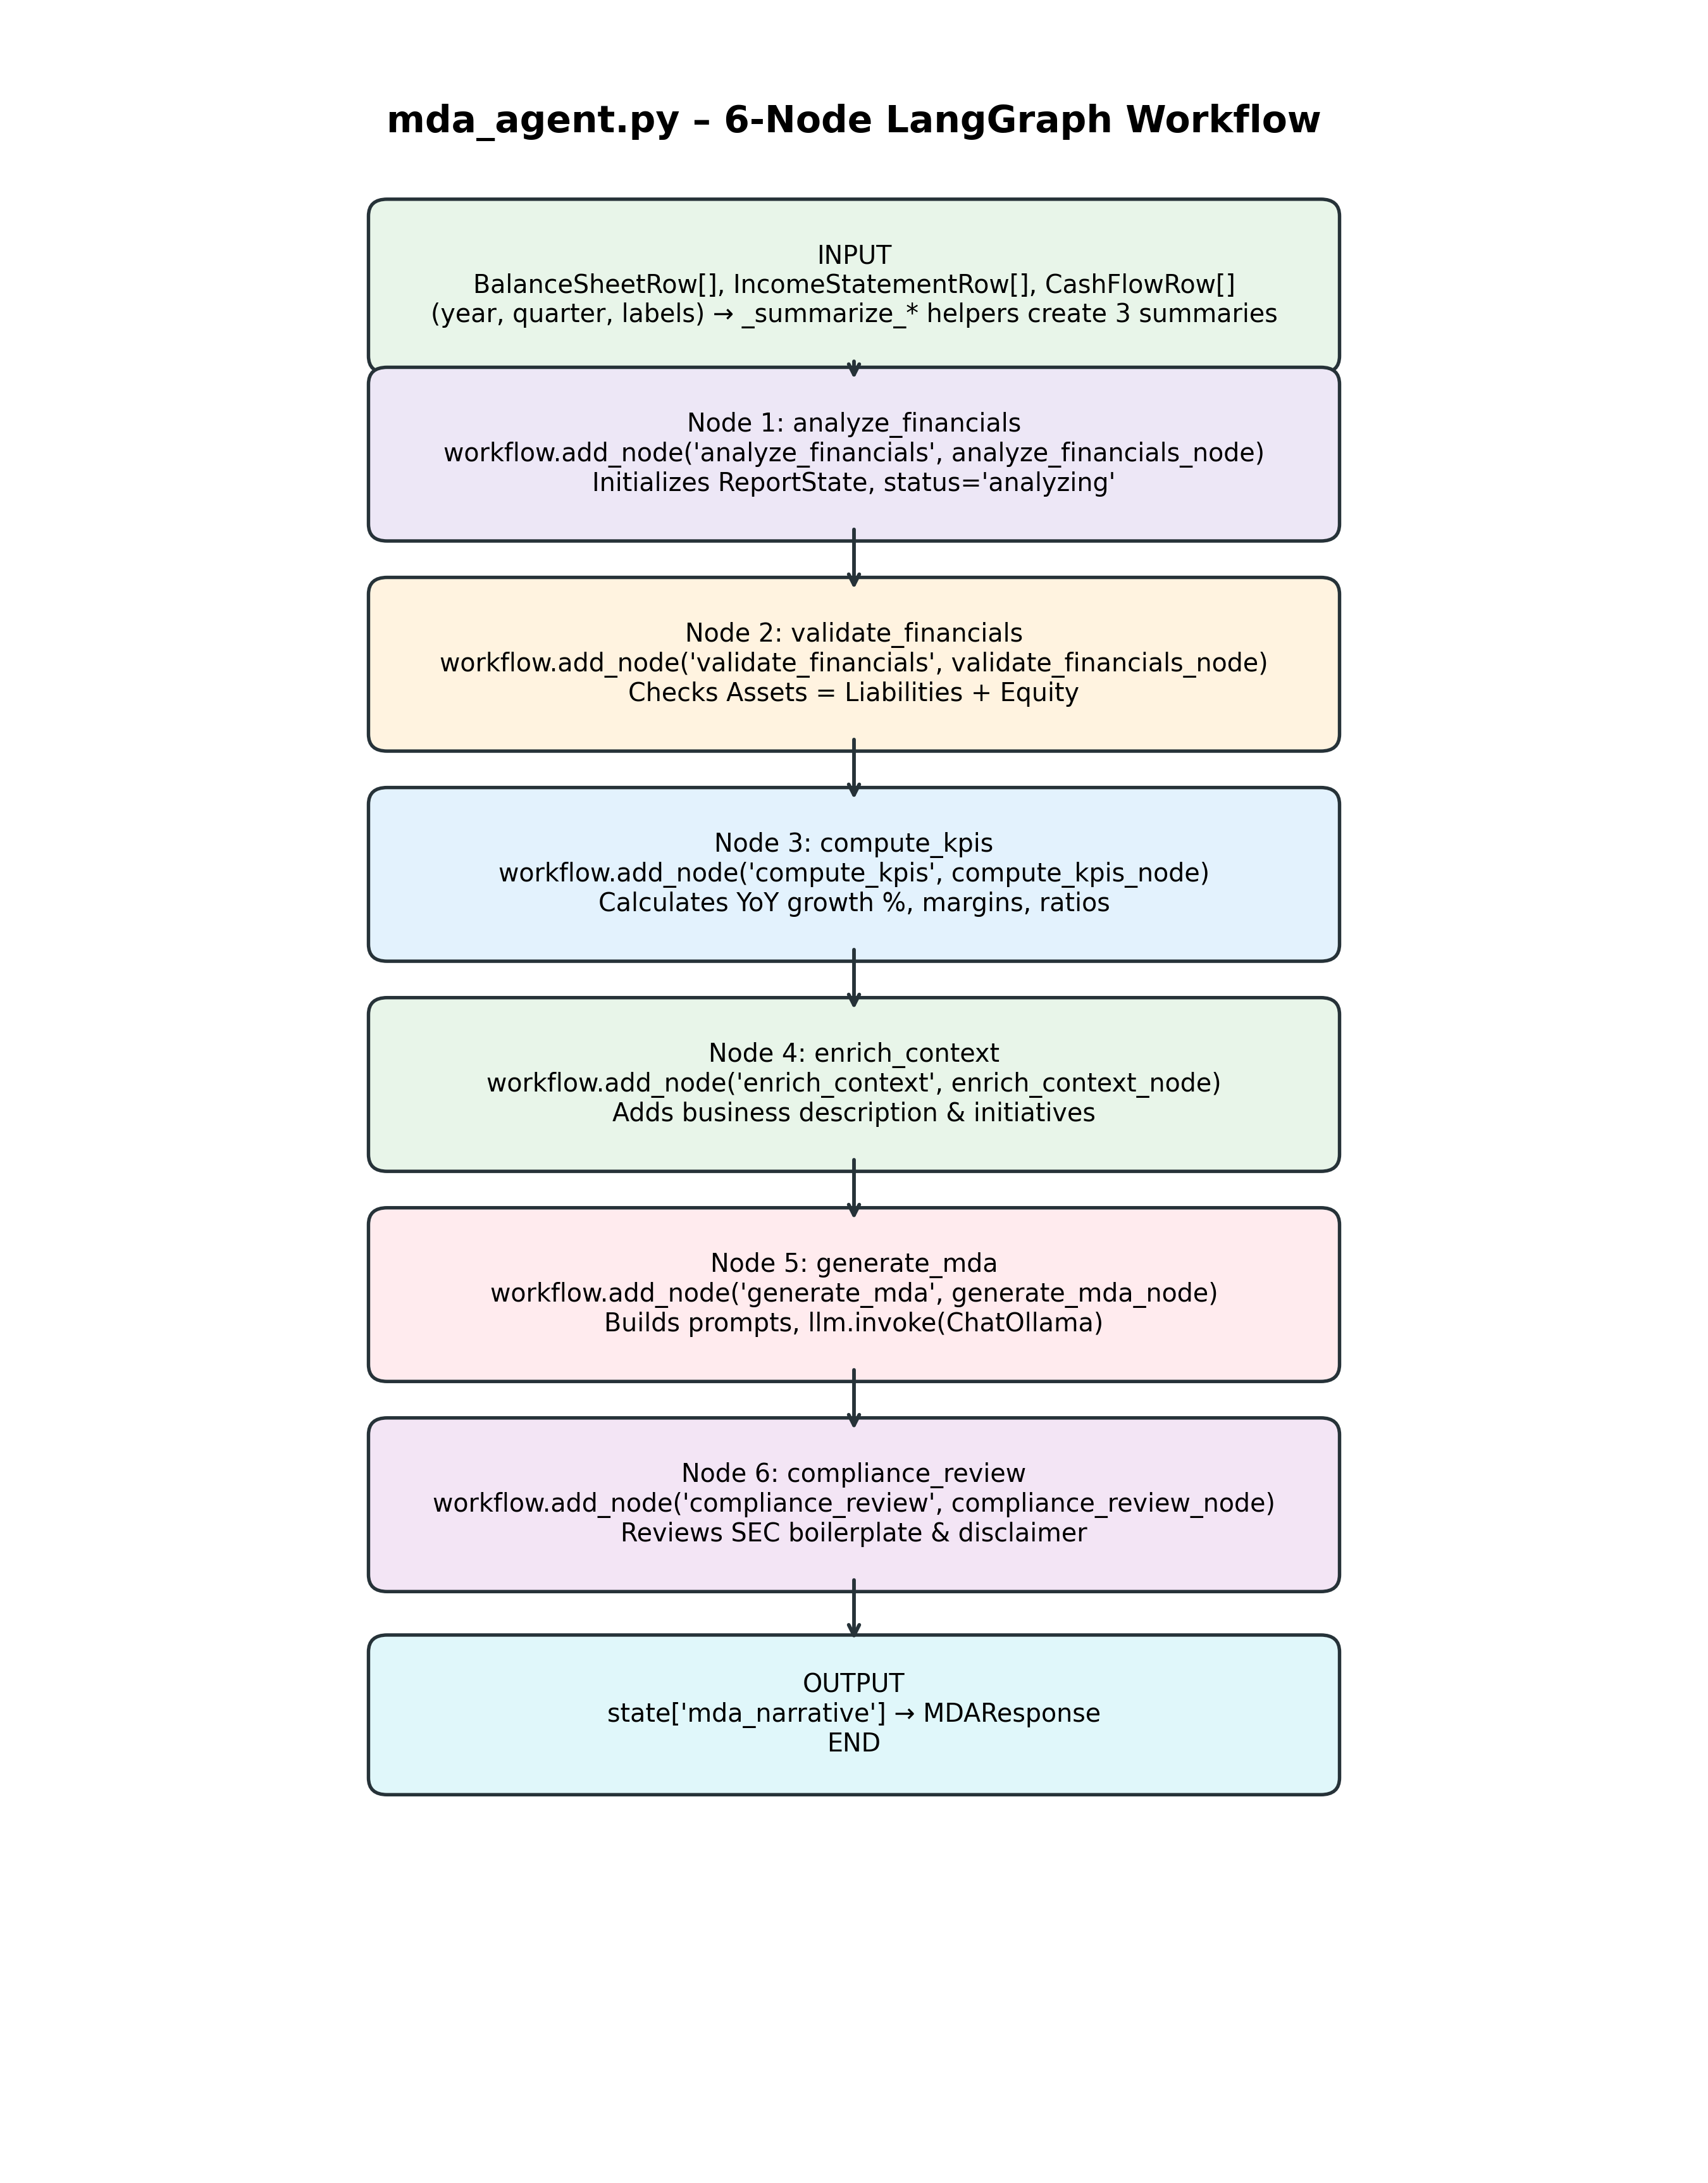 mda_agent.py – 6-Node LangGraph Workflow
INPUT
BalanceSheetRow[], IncomeStatementRow[], CashFlowRow[]
(year, quarter, labels) → _summarize_* helpers create 3 summaries
Node 1: analyze_financials
workflow.add_node('analyze_financials', analyze_financials_node)
Initializes ReportState, status='analyzing'
Node 2: validate_financials
workflow.add_node('validate_financials', validate_financials_node)
Checks Assets = Liabilities + Equity
Node 3: compute_kpis
workflow.add_node('compute_kpis', compute_kpis_node)
Calculates YoY growth %, margins, ratios
Node 4: enrich_context
workflow.add_node('enrich_context', enrich_context_node)
Adds business description & initiatives
Node 5: generate_mda
workflow.add_node('generate_mda', generate_mda_node)
Builds prompts, llm.invoke(ChatOllama)
Node 6: compliance_review
workflow.add_node('compliance_review', compliance_review_node)
Reviews SEC boilerplate & disclaimer
OUTPUT
state['mda_narrative'] → MDAResponse
END